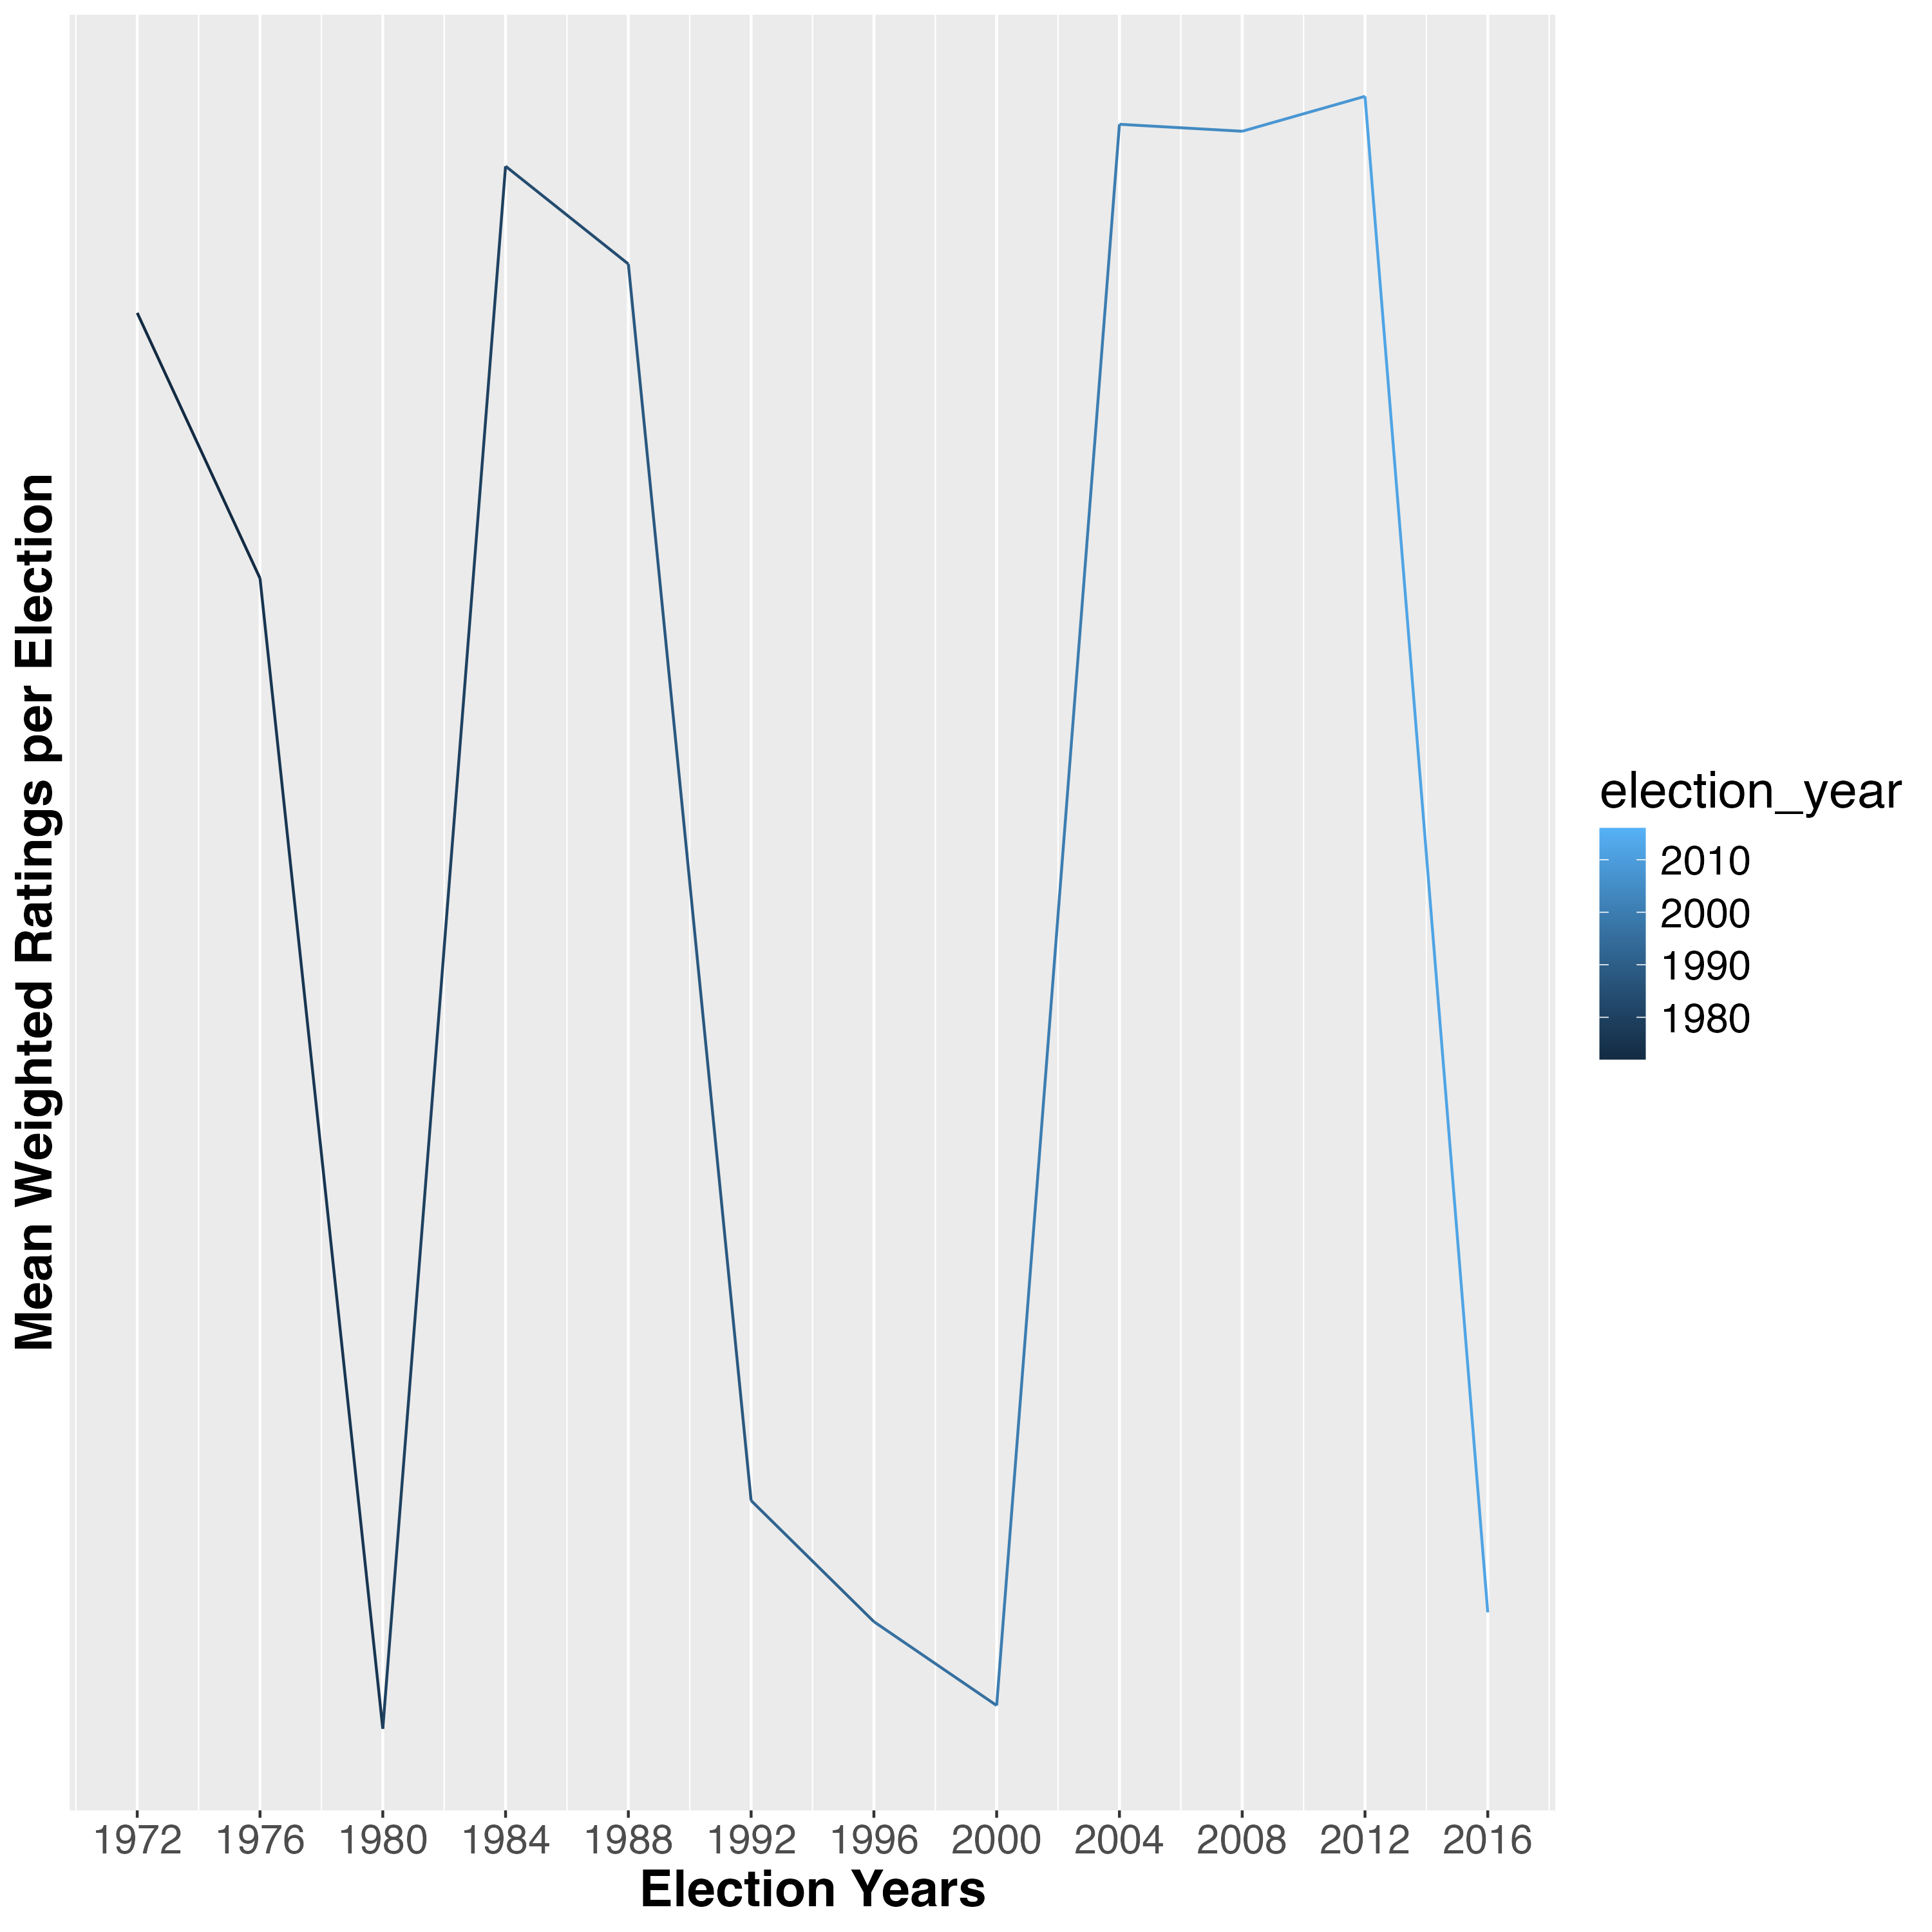 Mean Weighted Ratings per Election
1972 1976 1980 1984 1988 1992 1996 2000 2004 2008 2012 2016
Election Years
election_year
2010
2000
1990
1980